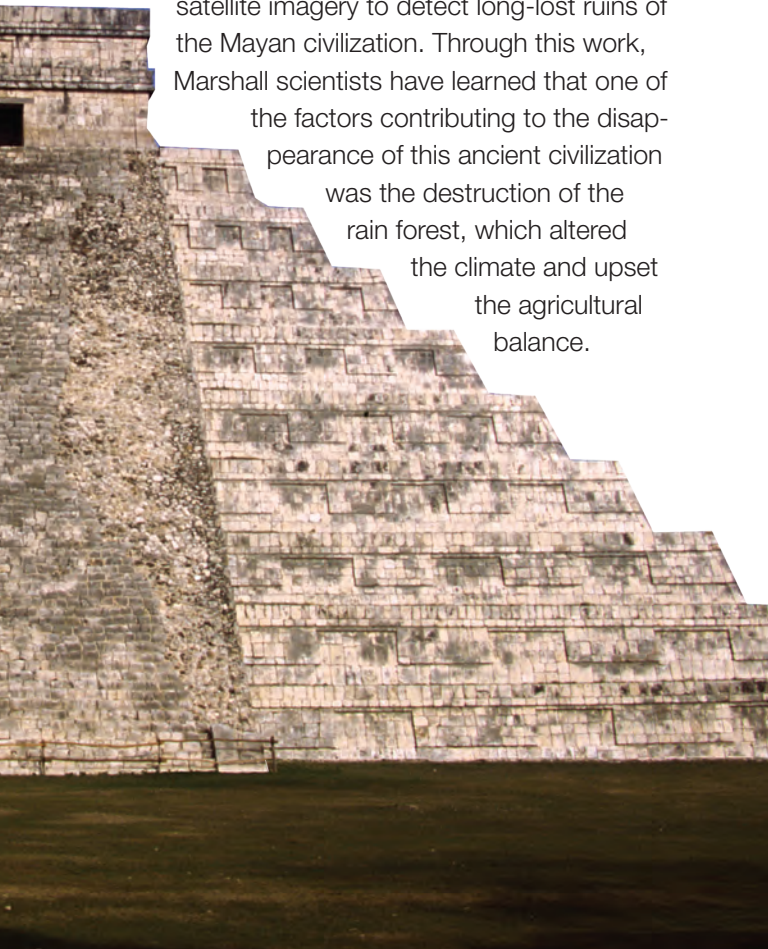 satellite imagery to detect long-lost ruins of
the Mayan civilization. Through this work,
Marshall scientists have learned that one of
the factors contributing to the disap-
pearance of this ancient civilization
was the destruction of the
rain forest, which altered
the climate and upset
the agricultural
balance.